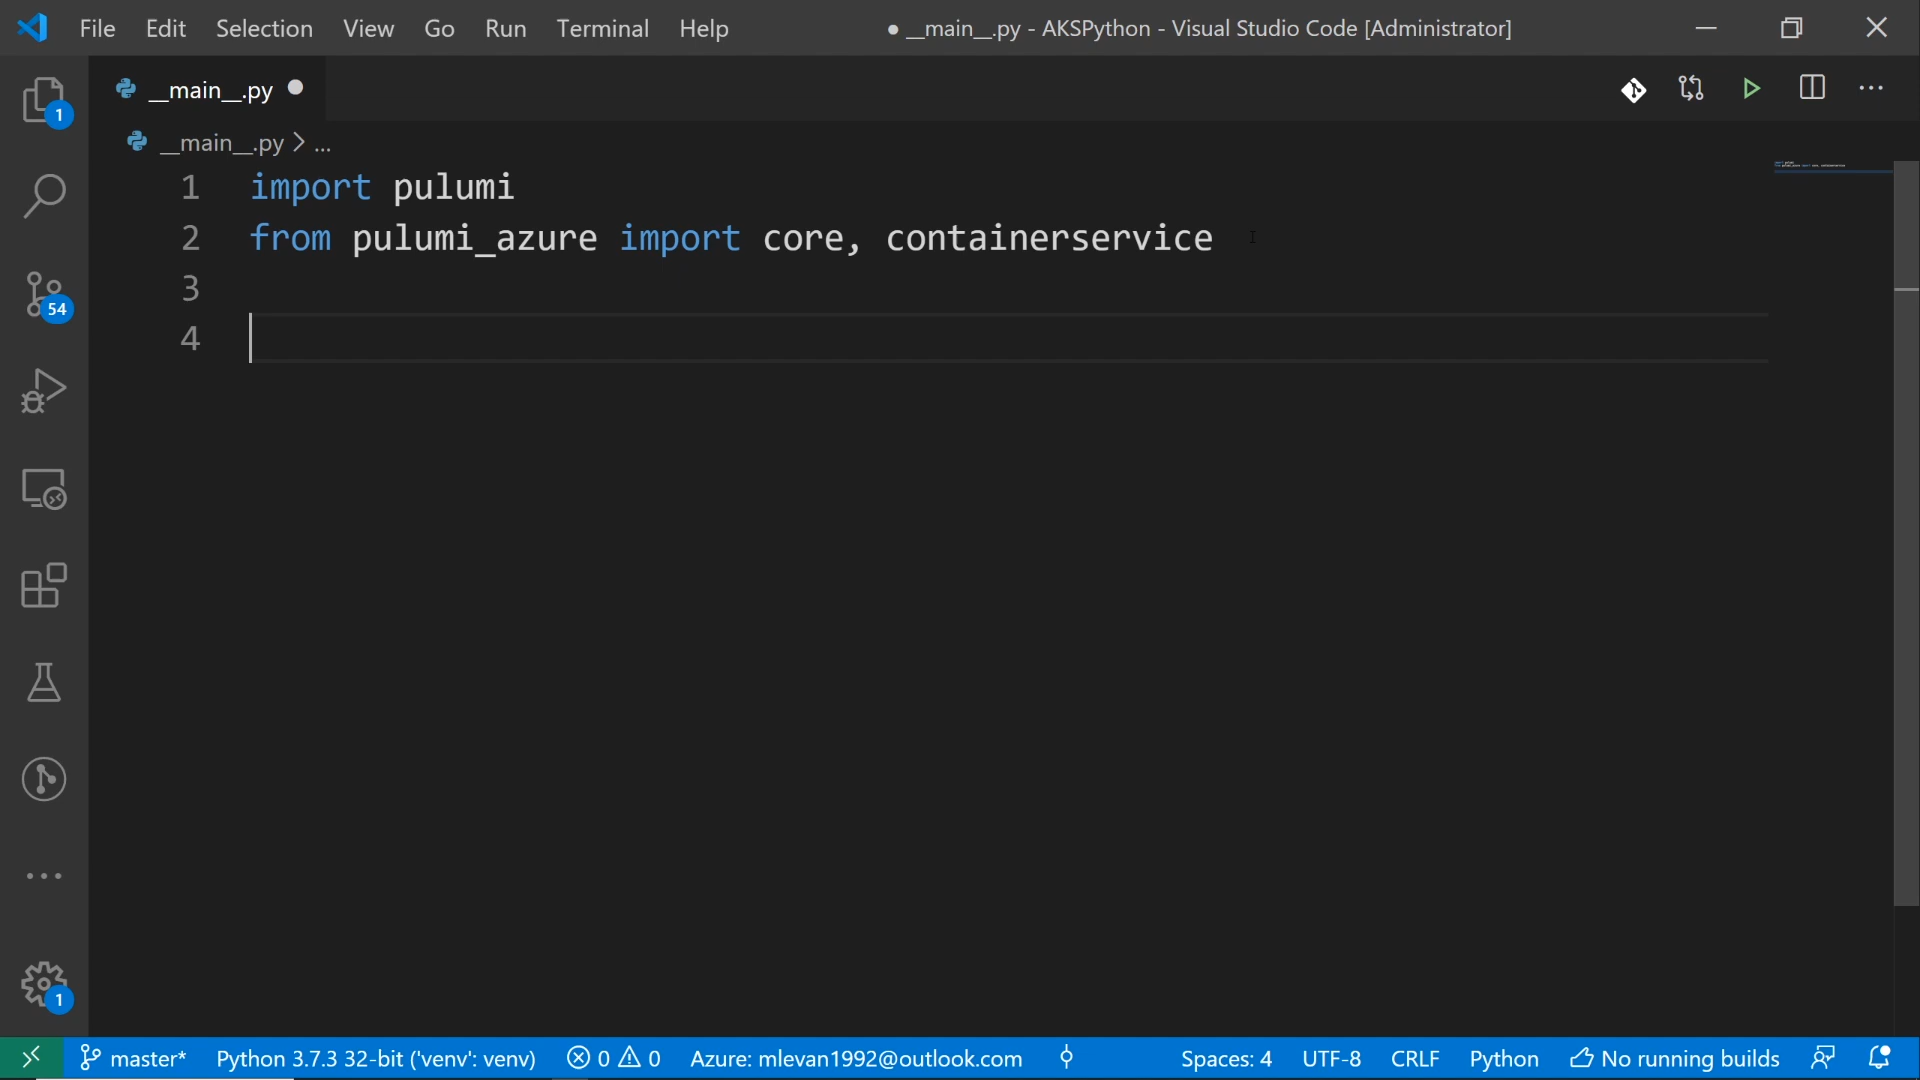 File Edit Selection View Go Run Terminal Help ● __main__.py - AKSPython - Visual Studio Code [Administrator]
__main__.py
__main__.py > ...
1 import pulumi
2 from pulumi_azure import core, containerservice
3
4
1
54
1
master* Python 3.7.3 32-bit ('venv': venv) 0 0 Azure: mlevan1992@outlook.com Spaces: 4 UTF-8 CRLF Python No running builds